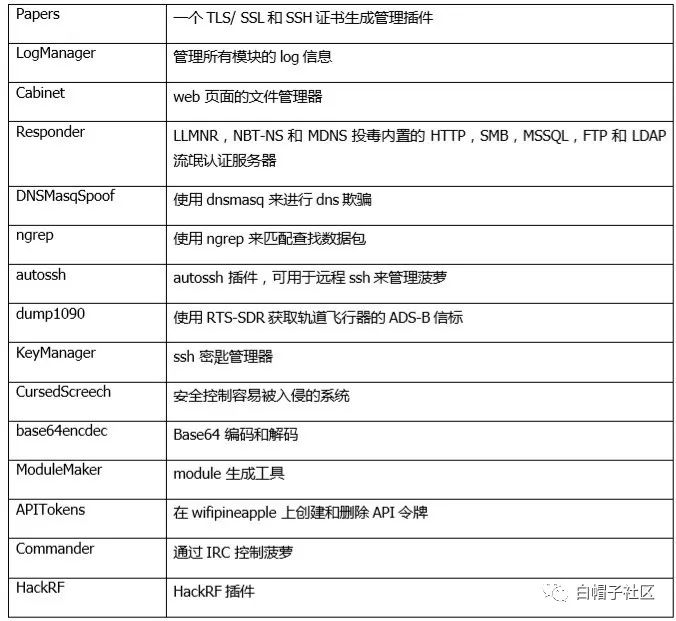 Papers
一个 TLS/ SSL 和 SSH 证书生成管理插件
LogManager
管理所有模块的 log 信息
Cabinet
web 页面的文件管理器
Responder
LLMNR，NBT-NS 和 MDNS 投毒内置的 HTTP，SMB，MSSQL，FTP 和 LDAP
流氓认证服务器
DNSMasqSpoof
使用 dnsmasq 来进行 dns 欺骗
ngrep
使用 ngrep 来匹配查找数据包
autossh
autossh 插件，可用于远程 ssh 来管理菠萝
dump1090
使用 RTS-SDR 获取轨道飞行器的 ADS-B 信标
KeyManager
ssh 密匙管理器
CursedScreech
安全控制容易被入侵的系统
base64encdec
Base64 编码和解码
ModuleMaker
module 生成工具
APITokens
在 wifipineapple 上创建和删除 API 令牌
Commander
通过 IRC 控制菠萝
HackRF
HackRF 插件
白帽子社区